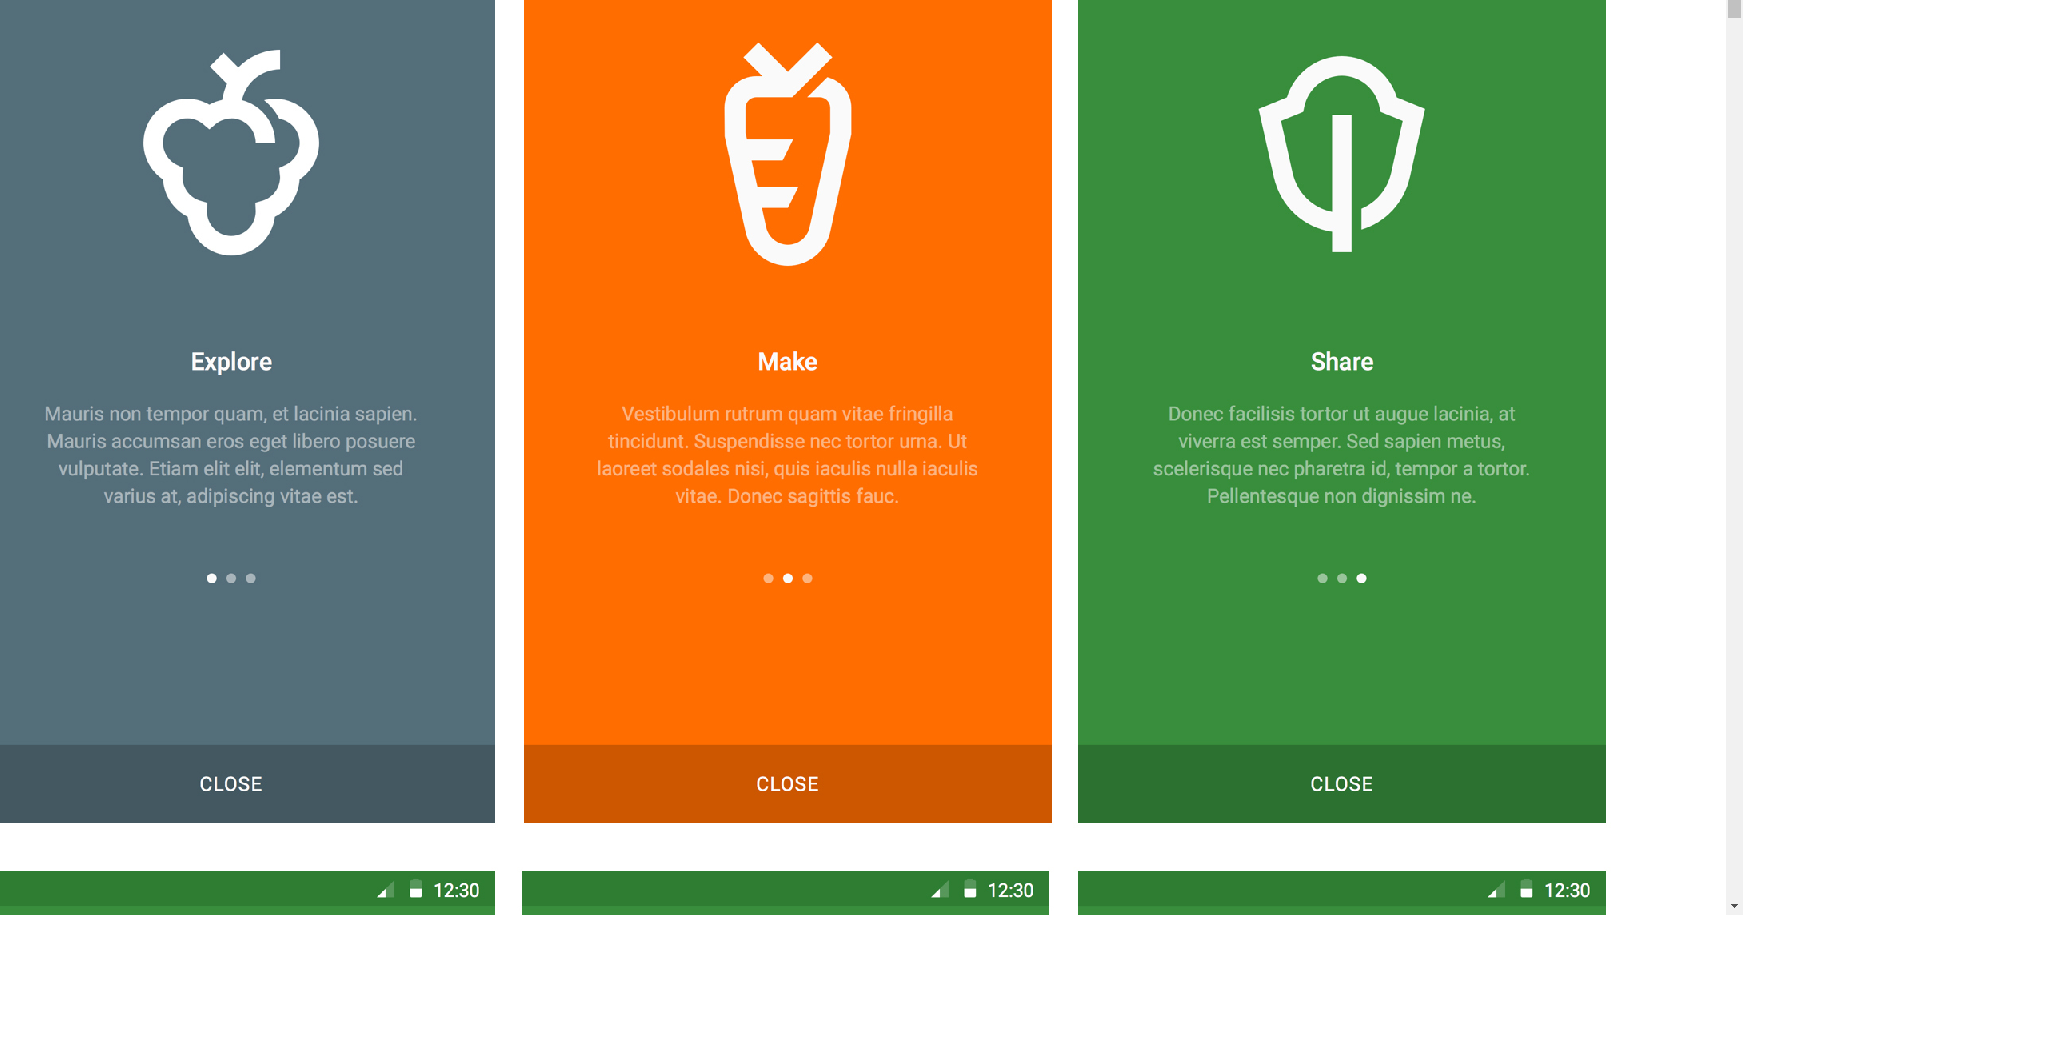 Explore
Mauris non tempor quam, et lacinia sapien.
Mauris accumsan eros eget libero posuere
vulputate. Etiam elit elit, elementum sed
varius at, adipiscing vitae est.
CLOSE
Make
Vestibulum rutrum quam vitae fringilla
tincidunt. Suspendisse nec tortor urna. Ut
laoreet sodales nisi, quis iaculis nulla iaculis
vitae. Donec sagittis fauc.
CLOSE
Share
Donec facilisis tortor ut augue lacinia, at
viverra est semper. Sed sapien metus,
scelerisque nec pharetra id, tempor a tortor.
Pellentesque non dignissim ne.
CLOSE
12:30
12:30
12:30